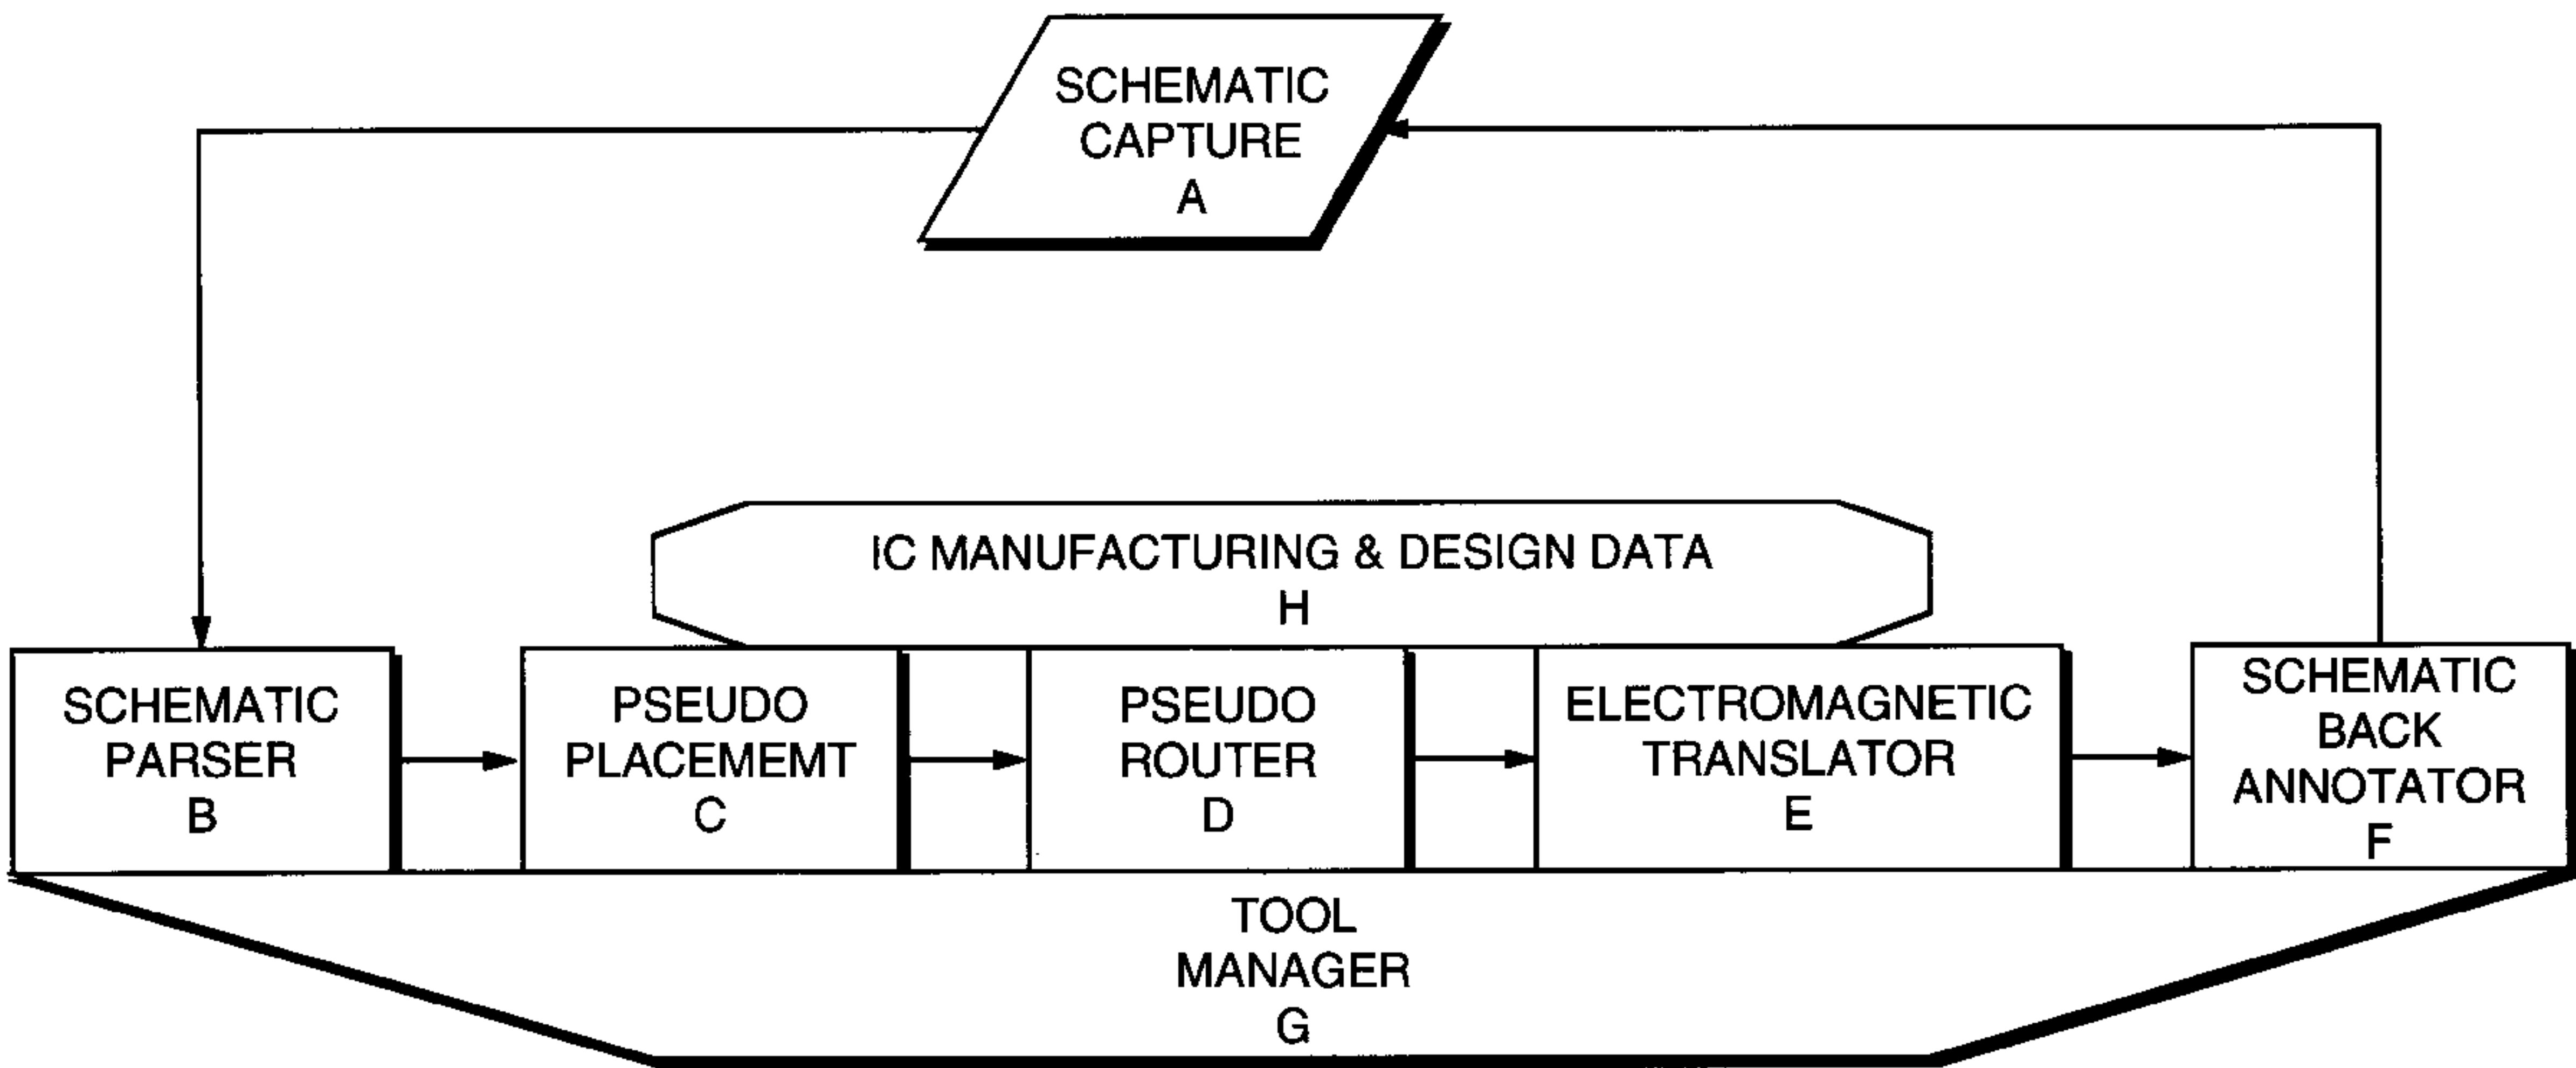 SCHEMATIC
CAPTURE
A
IC MANUFACTURING & DESIGN DATA
H
SCHEMATIC
PARSER
B
PSEUDO
PLACEMEMT
C
PSEUDO
ROUTER
D
ELECTROMAGNETIC
TRANSLATOR
E
SCHEMATIC
BACK
ANNOTATOR
F
TOOL
MANAGER
G